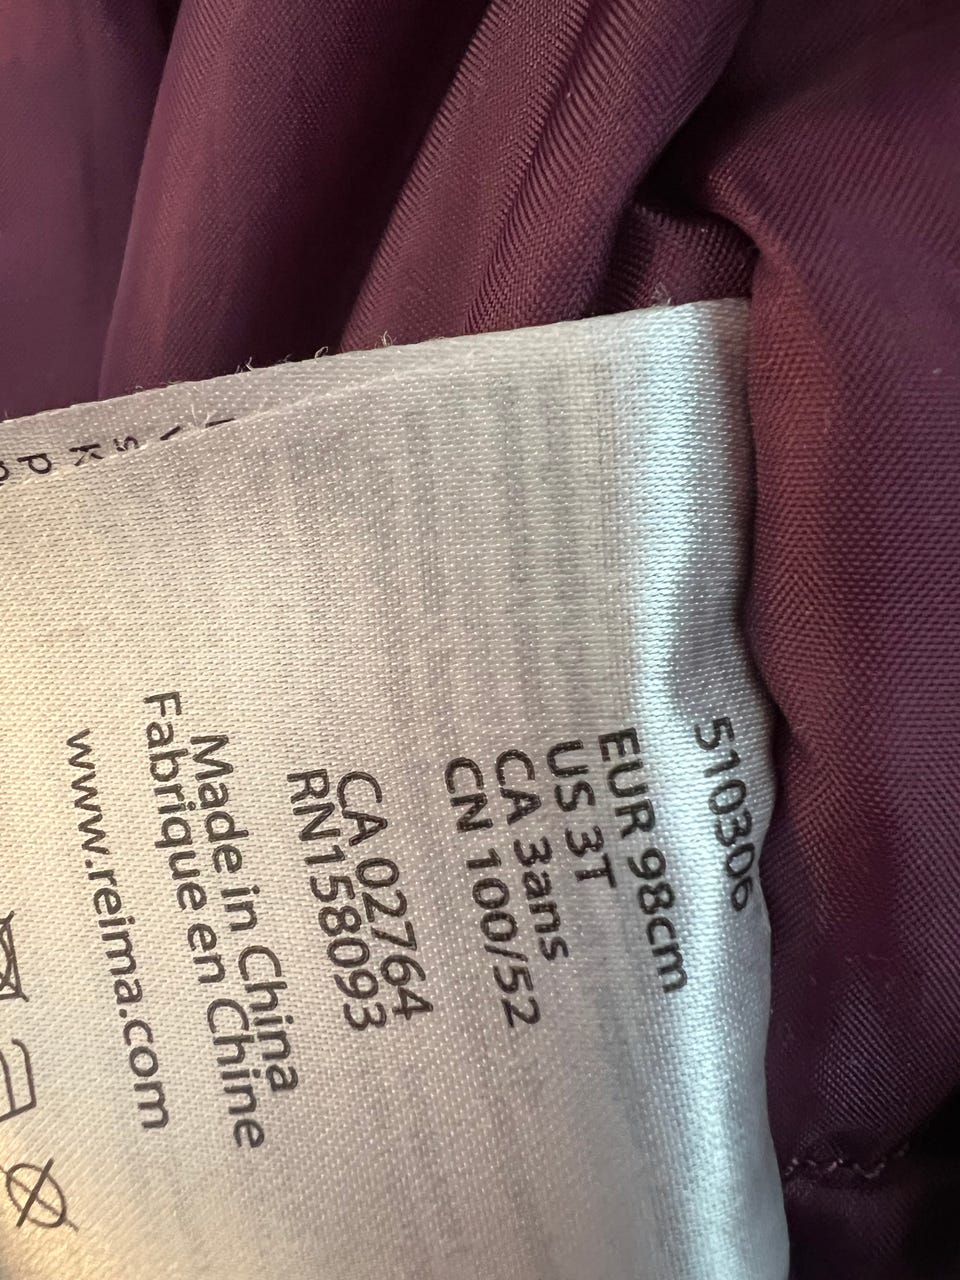 510306
EUR 98cm
US 3T
CA 3ans
CN 100/52
CA 02764
RN158093
Made in China
Fabriqué en Chine
www.reima.com